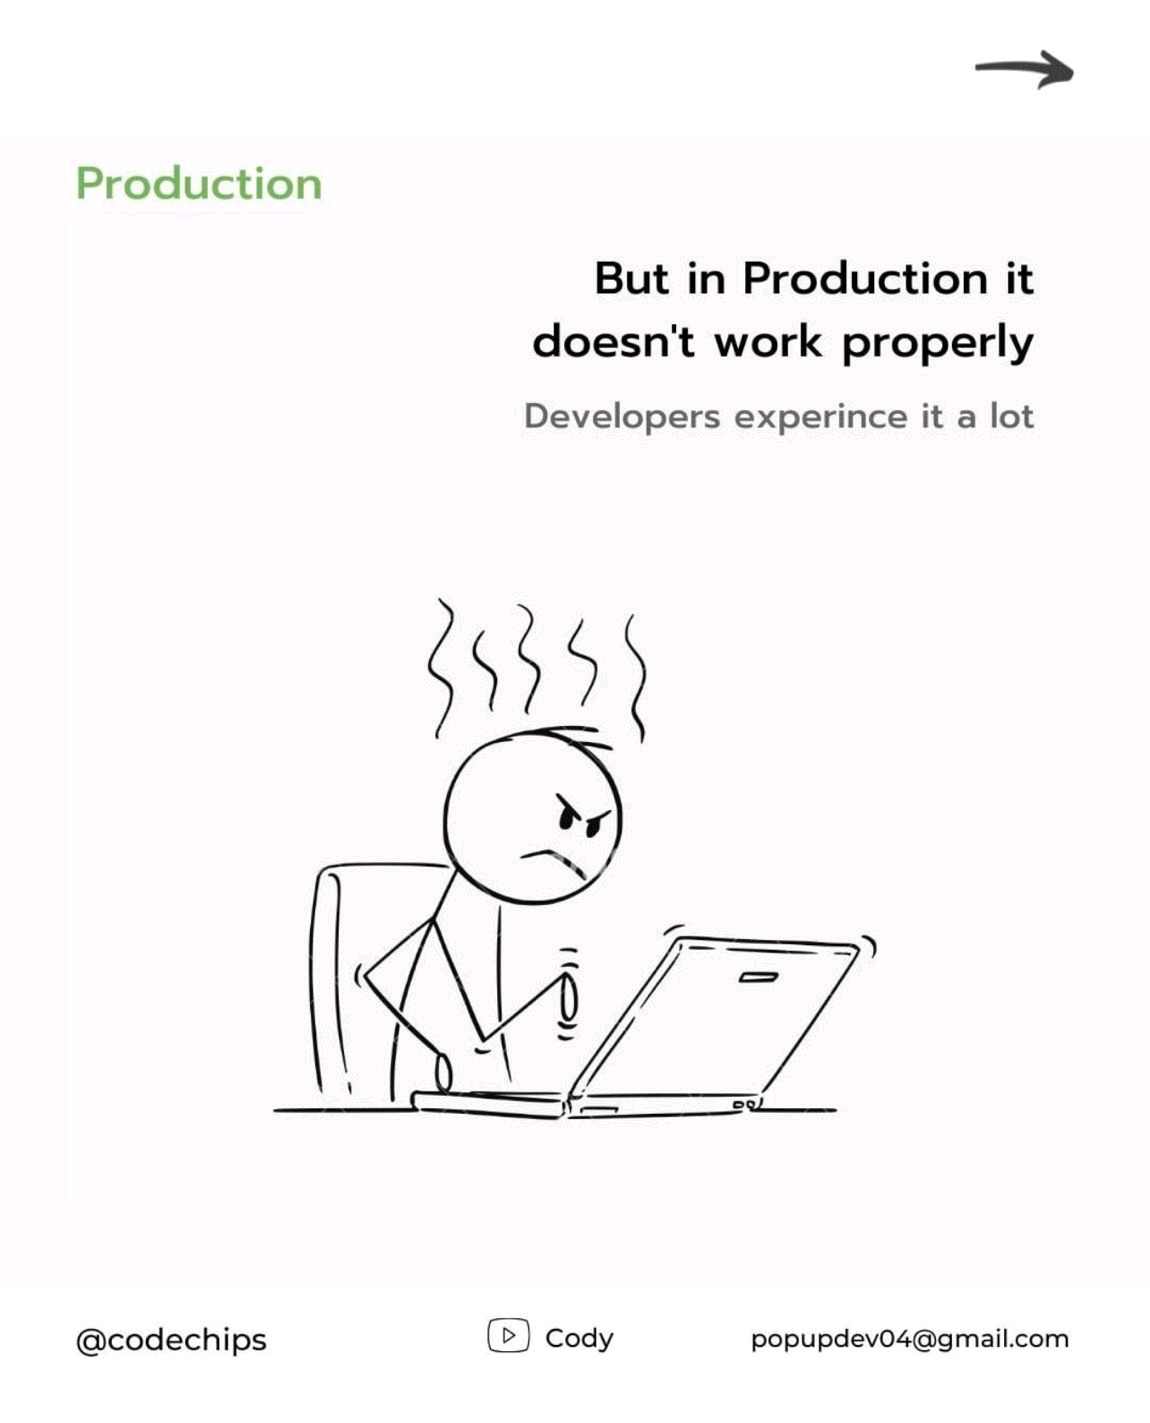 Production
But in Production it
doesn't work properly
Developers experince it a lot
@codechips
Cody
popupdev04@gmail.com